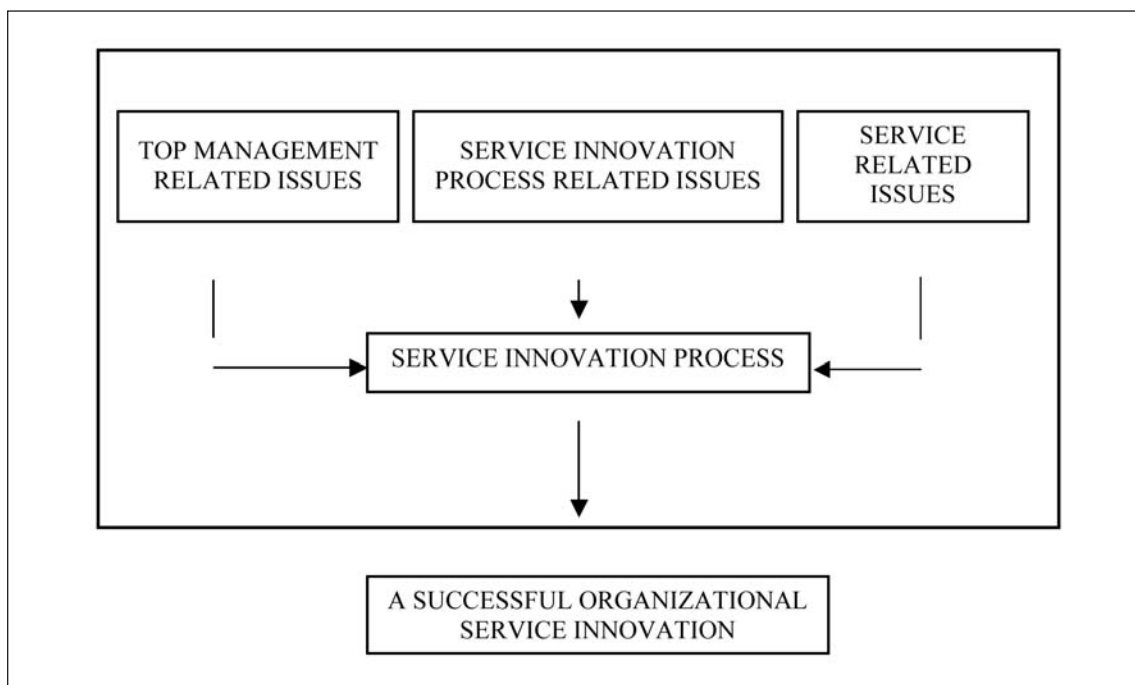 TOP MANAGEMENT
RELATED ISSUES
SERVICE INNOVATION
PROCESS RELATED ISSUES
SERVICE
RELATED
ISSUES
SERVICE INNOVATION PROCESS
A SUCCESSFUL ORGANIZATIONAL
SERVICE INNOVATION